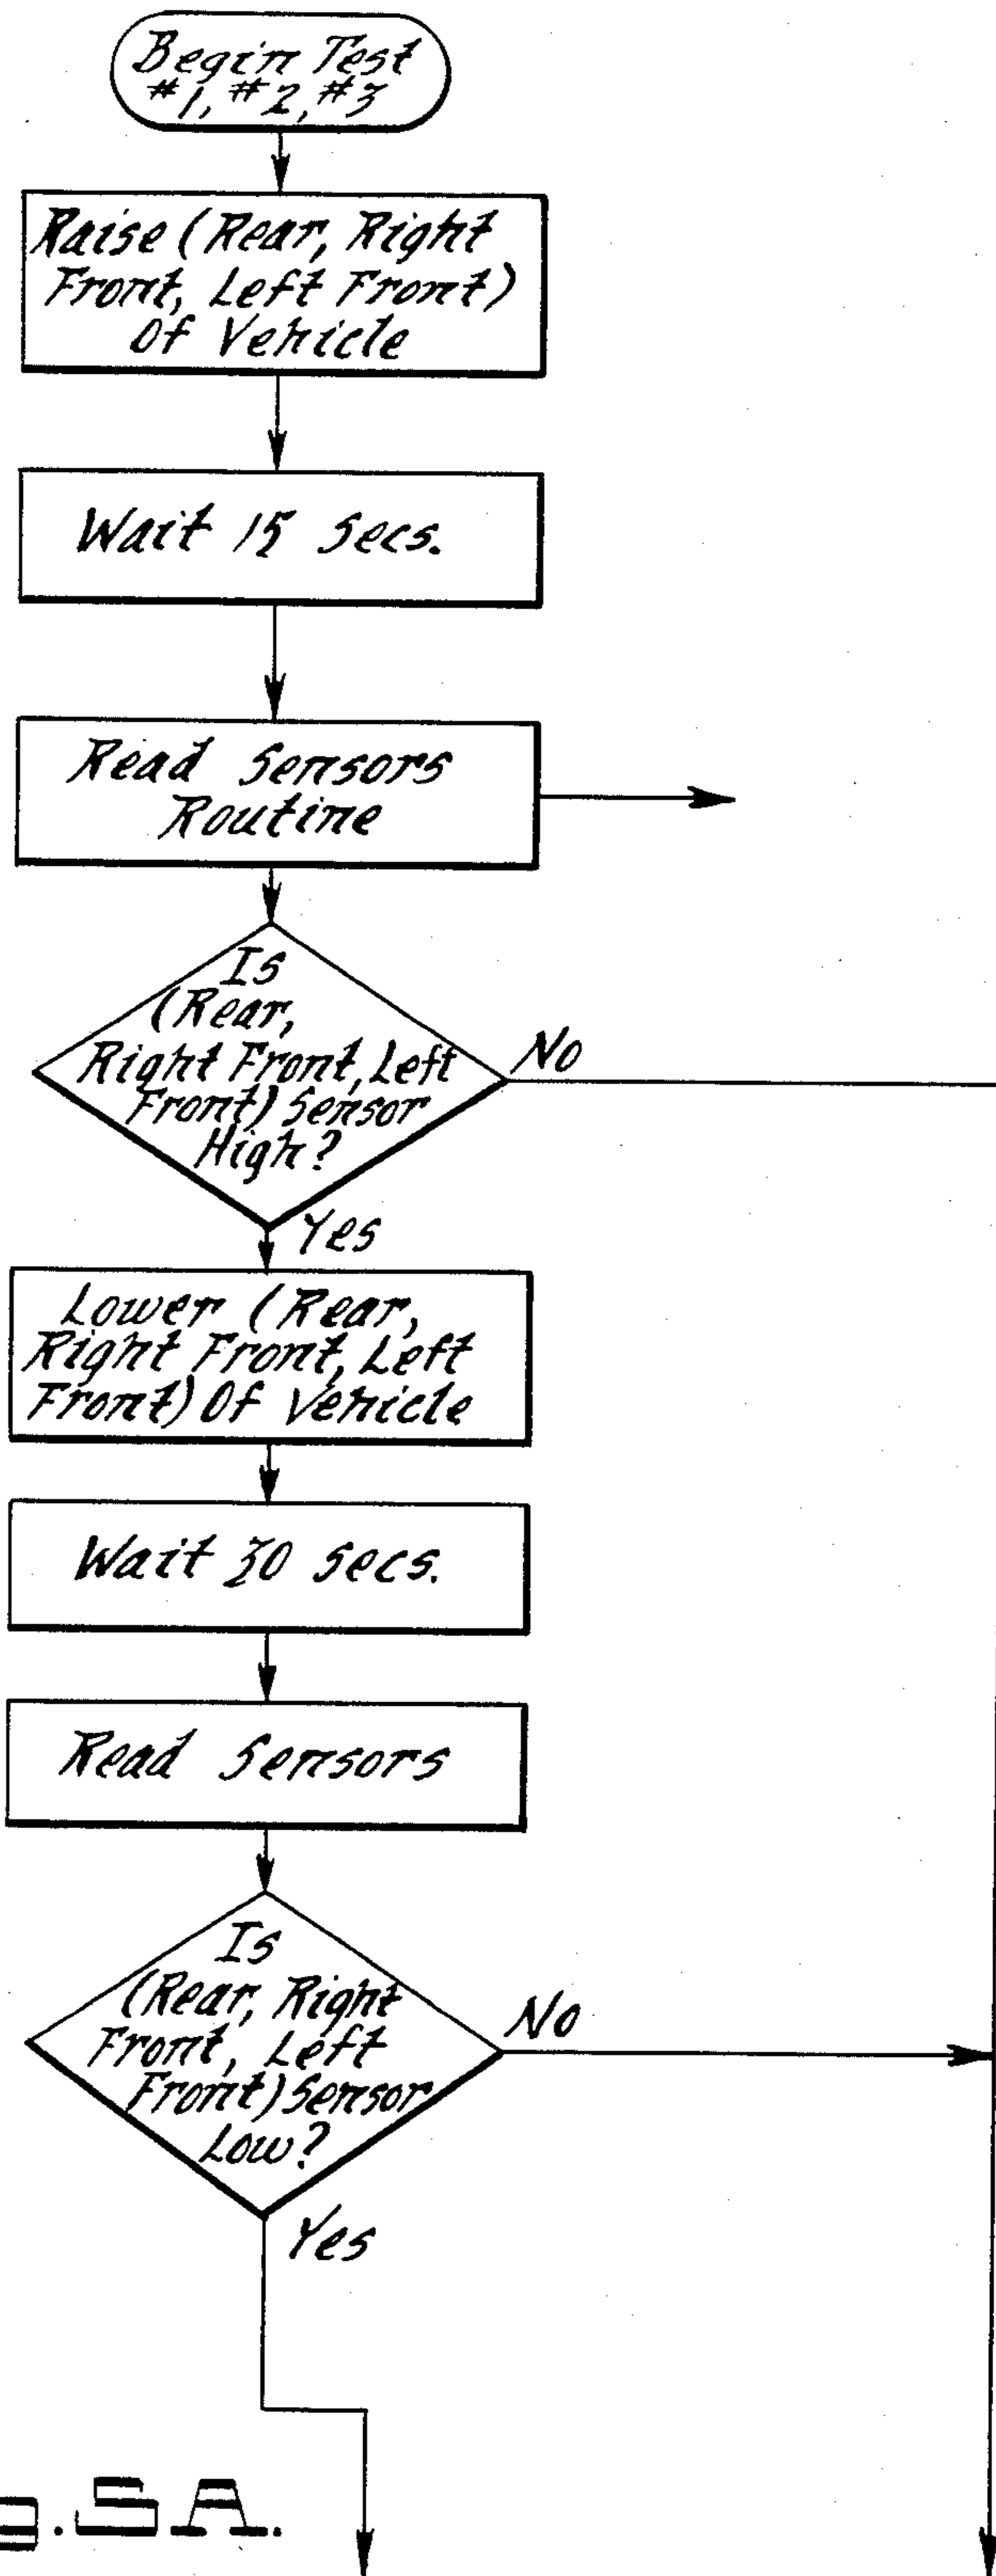 Begin Test
#1, #2, #3
Raise (Rear, Right
Front, Left Front)
Of Vehicle
Wait 15 Secs.
Read Sensors
Routine
Is
(Rear,
Right Front, Left
Front) Sensor
High?
No
Yes
Lower (Rear,
Right Front, Left
Front) Of Vehicle
Wait 30 Secs.
Read Sensors
Is
(Rear, Right
Front, Left
Front) Sensor
Low?
No
Yes
g.5A.